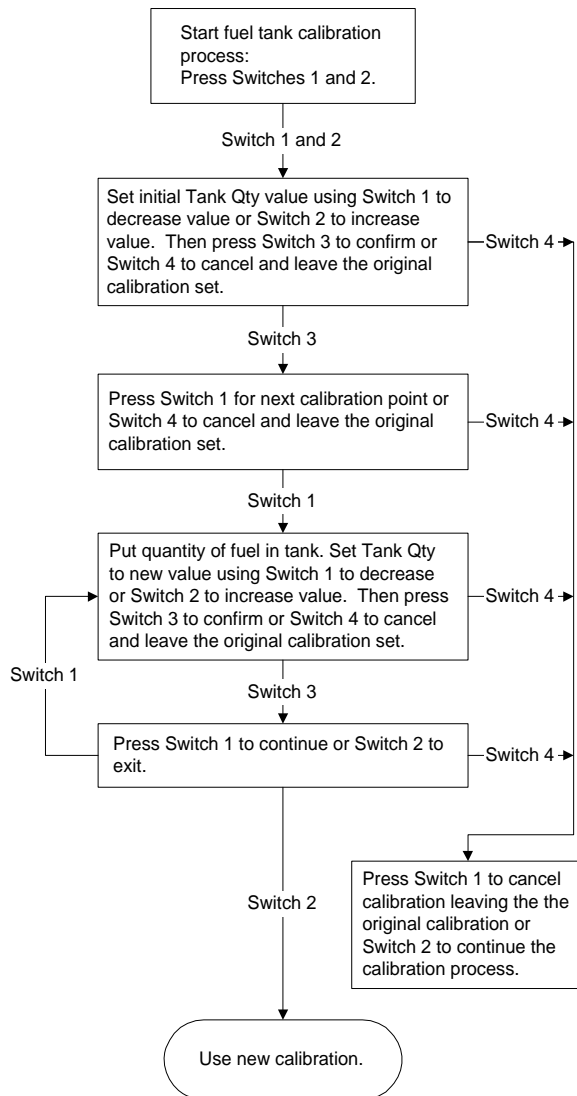 Start fuel tank calibration
process:
Press Switches 1 and 2.
Switch 1 and 2
Set initial Tank Qty value using Switch 1 to
decrease value or Switch 2 to increase
value.  Then press Switch 3 to confirm or
Switch 4 to cancel and leave the original
calibration set.
Switch 4
Switch 3
Press Switch 1 for next calibration point or
Switch 4 to cancel and leave the original
calibration set.
Switch 4
Switch 1
Put quantity of fuel in tank. Set Tank Qty
to new value using Switch 1 to decrease
or Switch 2 to increase value.  Then press
Switch 3 to confirm or Switch 4 to cancel
and leave the original calibration set.
Switch 4
Switch 1
Switch 3
Press Switch 1 to continue or Switch 2 to
exit.
Switch 4
Switch 2
Press Switch 1 to cancel
calibration leaving the the
original calibration or
Switch 2 to continue the
calibration process.
Use new calibration.